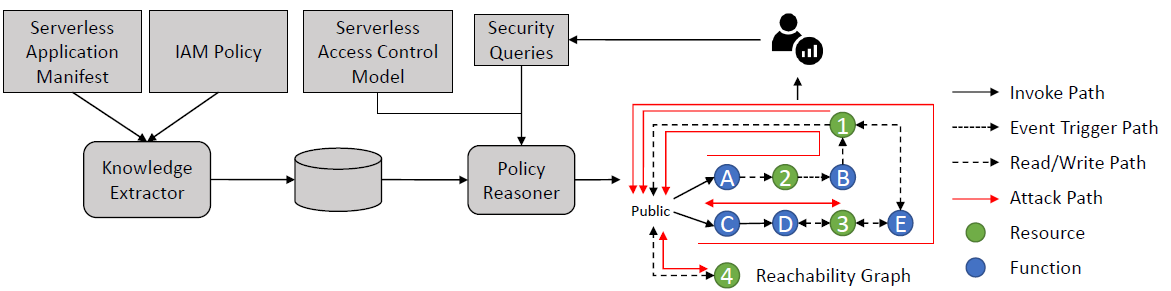 Serverless
Application
Manifest
IAM Policy
Serverless
Access Control
Model
Security
Queries
Knowledge
Extractor
Policy
Reasoner
Public
A
2
B
1
C
D
3
E
4
Reachability Graph
Invoke Path
Event Trigger Path
Read/Write Path
Attack Path
Resource
Function